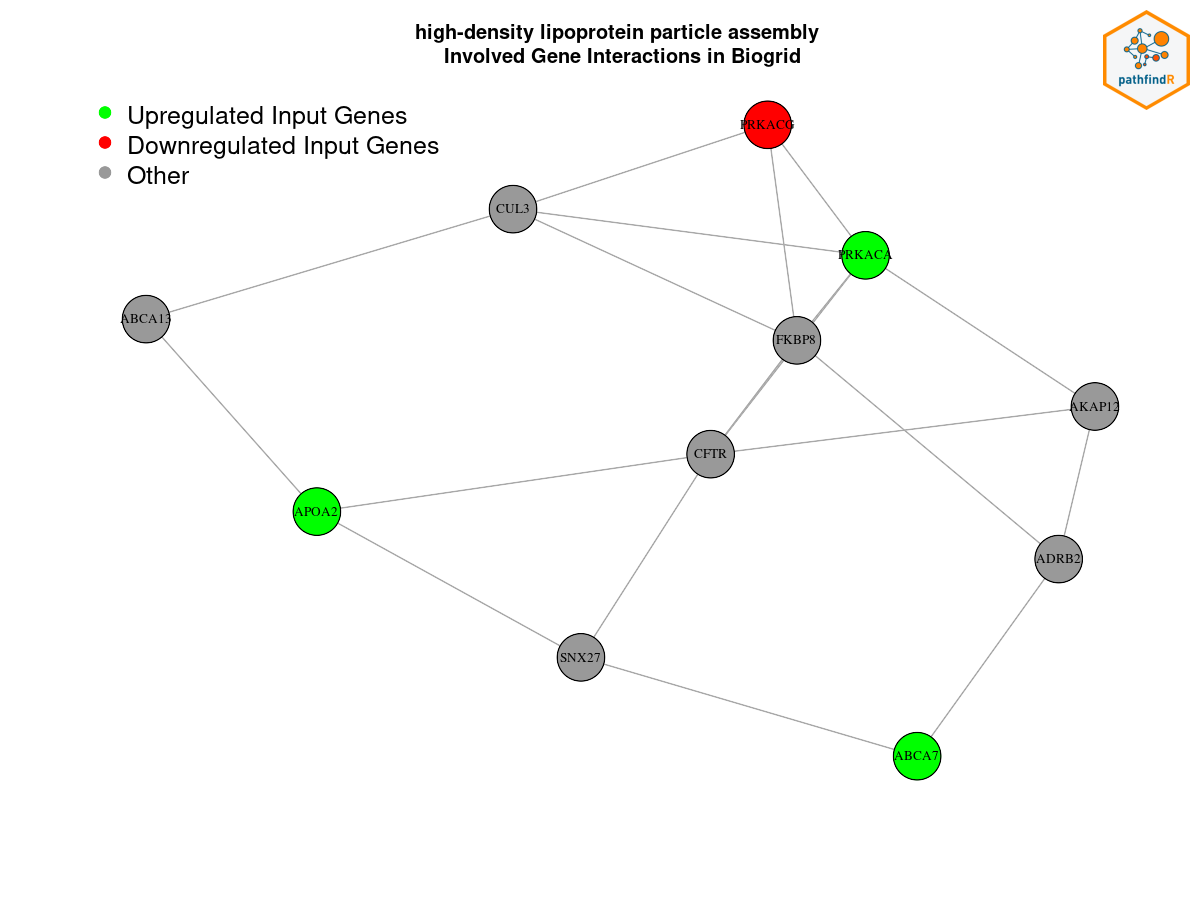 high-density lipoprotein particle assembly
Involved Gene Interactions in Biogrid
pathfindR
Upregulated Input Genes
Downregulated Input Genes
Other
PRKACG
CUL3
PRKACA
ABCA13
FKBP8
AKAP12
CFTR
APOA2
ADRB2
SNX27
ABCA7